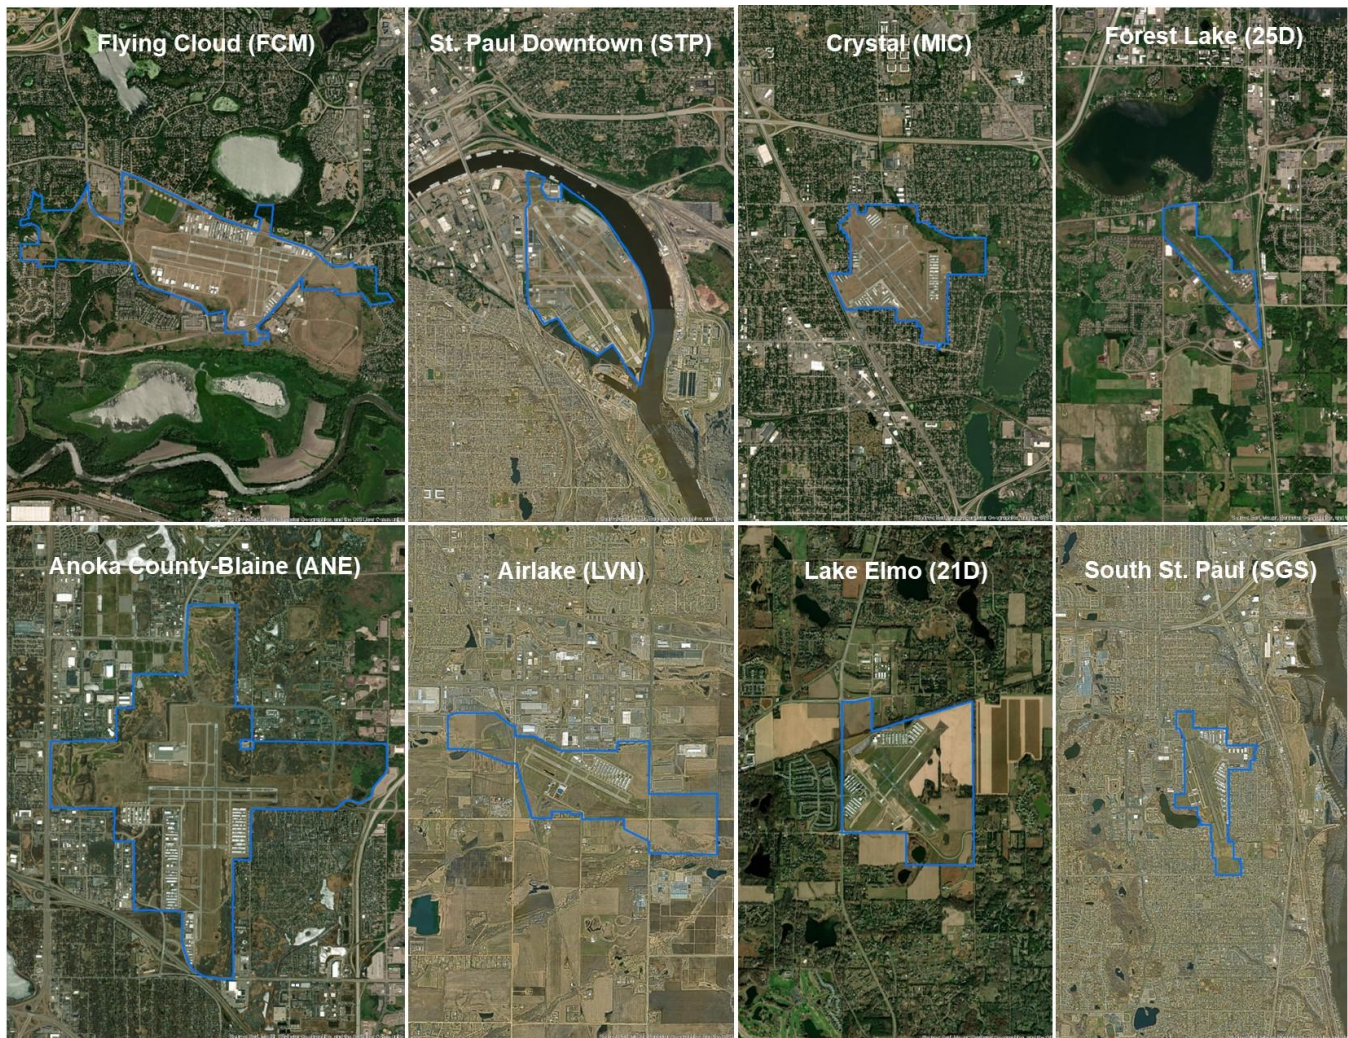 Flying Cloud (FCM)
St. Paul Downtown (STP)
Crystal (MIC)
Forest Lake (25D)
Anoka County-Blaine (ANE)
Airlake (LVN)
Lake Elmo (21D)
South St. Paul (SGS)